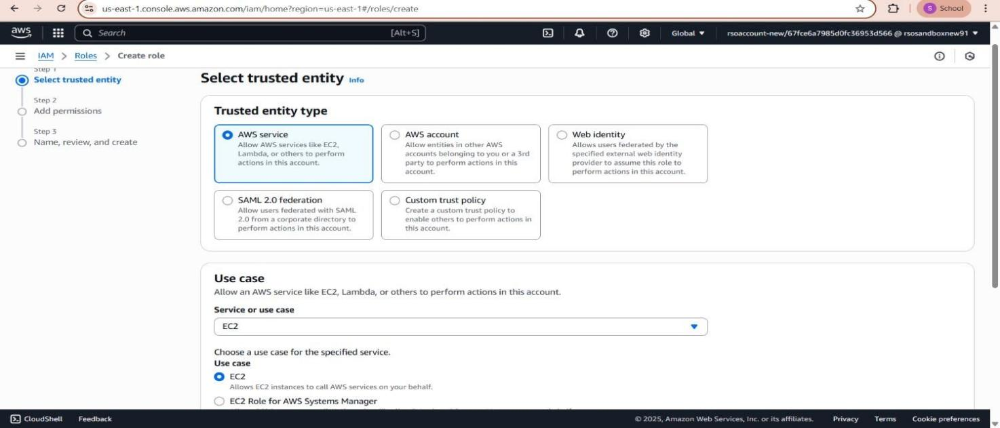 us-east-1.console.aws.amazon.com/iam/home?region=us-east-1#/roles/create
S School
aws
Search [Alt+S]
Global
rsoaccount-new/67fce6a7985d0fc36953d566 @ rsosandboxnew91
IAM > Roles > Create role
Step 1
Select trusted entity
Step 2
Add permissions
Step 3
Name, review, and create
Select trusted entity Info
Trusted entity type
AWS service
Allow AWS services like EC2,
Lambda, or others to perform
actions in this account.
AWS account
Allow entities in other AWS
accounts belonging to you or a 3rd
party to perform actions in this
account.
Web identity
Allows users federated by the
specified external web identity
provider to assume this role to
perform actions in this account.
SAML 2.0 federation
Allow users federated with SAML
2.0 from a corporate directory to
perform actions in this account.
Custom trust policy
Create a custom trust policy to
enable others to perform actions in
this account.
Use case
Allow an AWS service like EC2, Lambda, or others to perform actions in this account.
Service or use case
EC2
Choose a use case for the specified service.
Use case
EC2
Allows EC2 instances to call AWS services on your behalf.
EC2 Role for AWS Systems Manager
CloudShell Feedback
© 2025, Amazon Web Services, Inc. or its affiliates. Privacy Terms Cookie preferences